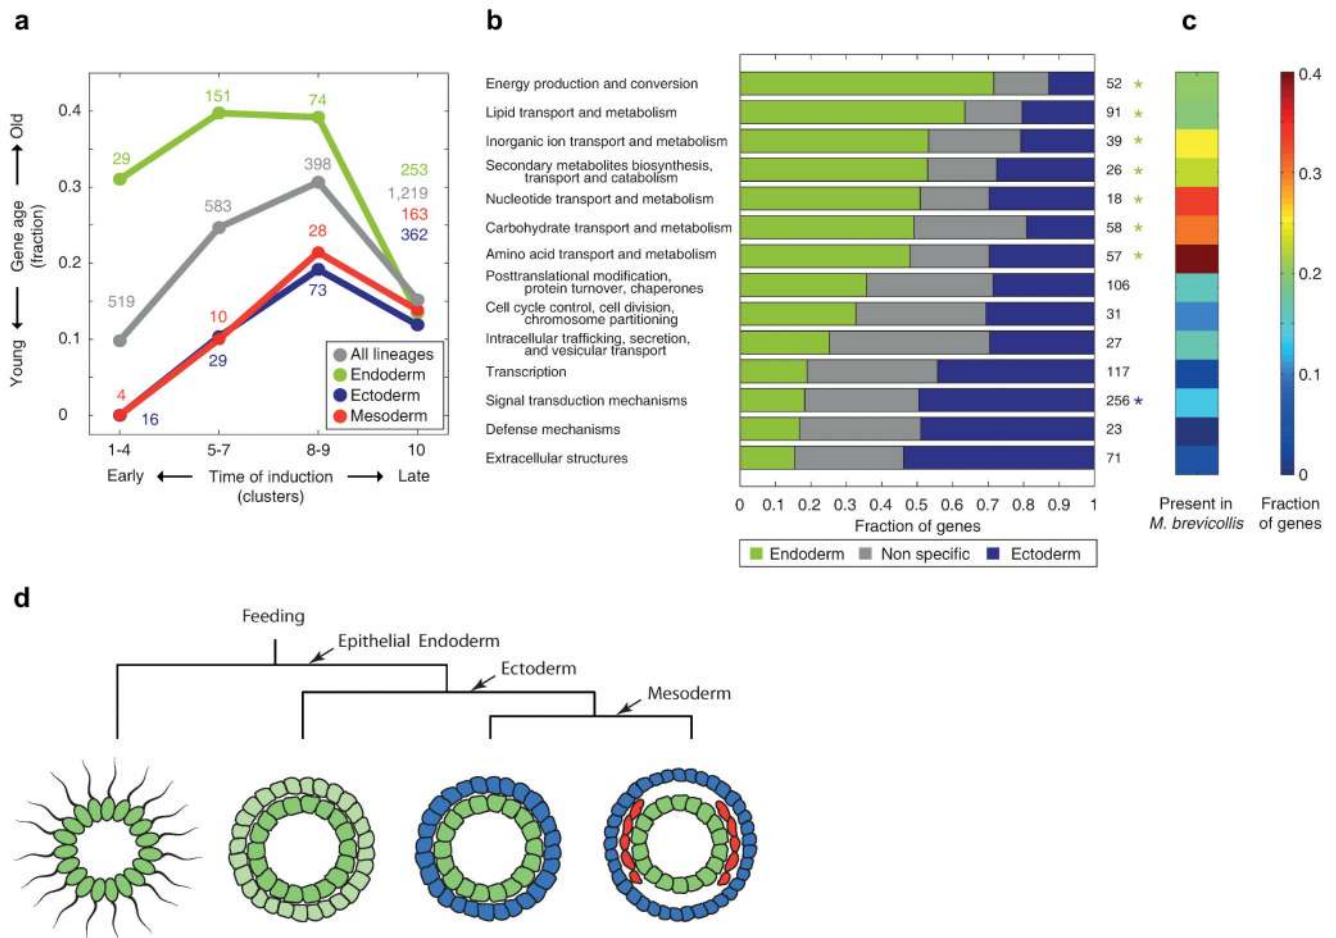 a
Young ← Gene age → Old
(fraction)
0.4
0.3
0.2
0.1
0
29
151
74
519
583
398
4
10
28
16
29
73
253
1,219
163
362
All lineages
Endoderm
Ectoderm
Mesoderm
1-4
5-7
8-9
10
Early ← Time of induction → Late
(clusters)
b
Energy production and conversion 52 *
Lipid transport and metabolism 91 *
Inorganic ion transport and metabolism 39 *
Secondary metabolites biosynthesis,
transport and catabolism 26 *
Nucleotide transport and metabolism 18 *
Carbohydrate transport and metabolism 58 *
Amino acid transport and metabolism 57 *
Posttranslational modification,
protein turnover, chaperones 106
Cell cycle control, cell division,
chromosome partitioning 31
Intracellular trafficking, secretion,
and vesicular transport 27
Transcription 117
Signal transduction mechanisms 256 *
Defense mechanisms 23
Extracellular structures 71
0 0.1 0.2 0.3 0.4 0.5 0.6 0.7 0.8 0.9 1
Fraction of genes
Endoderm Non specific Ectoderm
c
0.4
0.3
0.2
0.1
0
Present in
M. brevicollis
Fraction
of genes
d
Feeding
Epithelial Endoderm
Ectoderm
Mesoderm